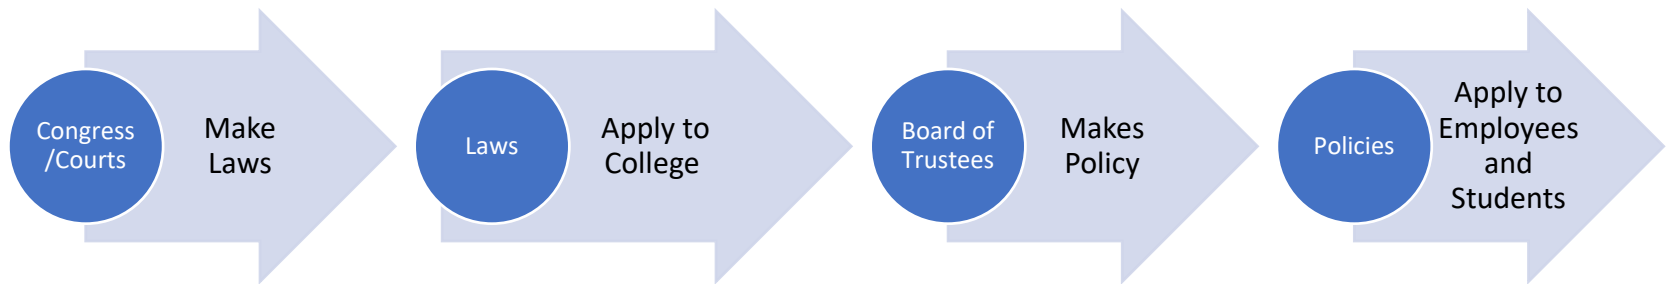 Congress
/Courts
Make
Laws
Laws
Apply to
College
Board of
Trustees
Makes
Policy
Policies
Apply to
Employees
and
Students